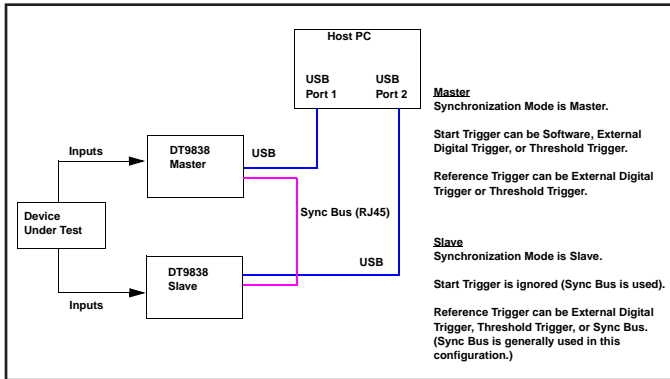 Host PC
USB
Port 1
USB
Port 2
Inputs
DT9838
Master
USB
Sync Bus (RJ45)
Device
Under Test
DT9838
Slave
USB
Inputs
Master
Synchronization Mode is Master.
Start Trigger can be Software, External
Digital Trigger, or Threshold Trigger.
Reference Trigger can be External Digital
Trigger or Threshold Trigger.
Slave
Synchronization Mode is Slave.
Start Trigger is ignored (Sync Bus is used).
Reference Trigger can be External Digital
Trigger, Threshold Trigger, or Sync Bus.
(Sync Bus is generally used in this
configuration.)